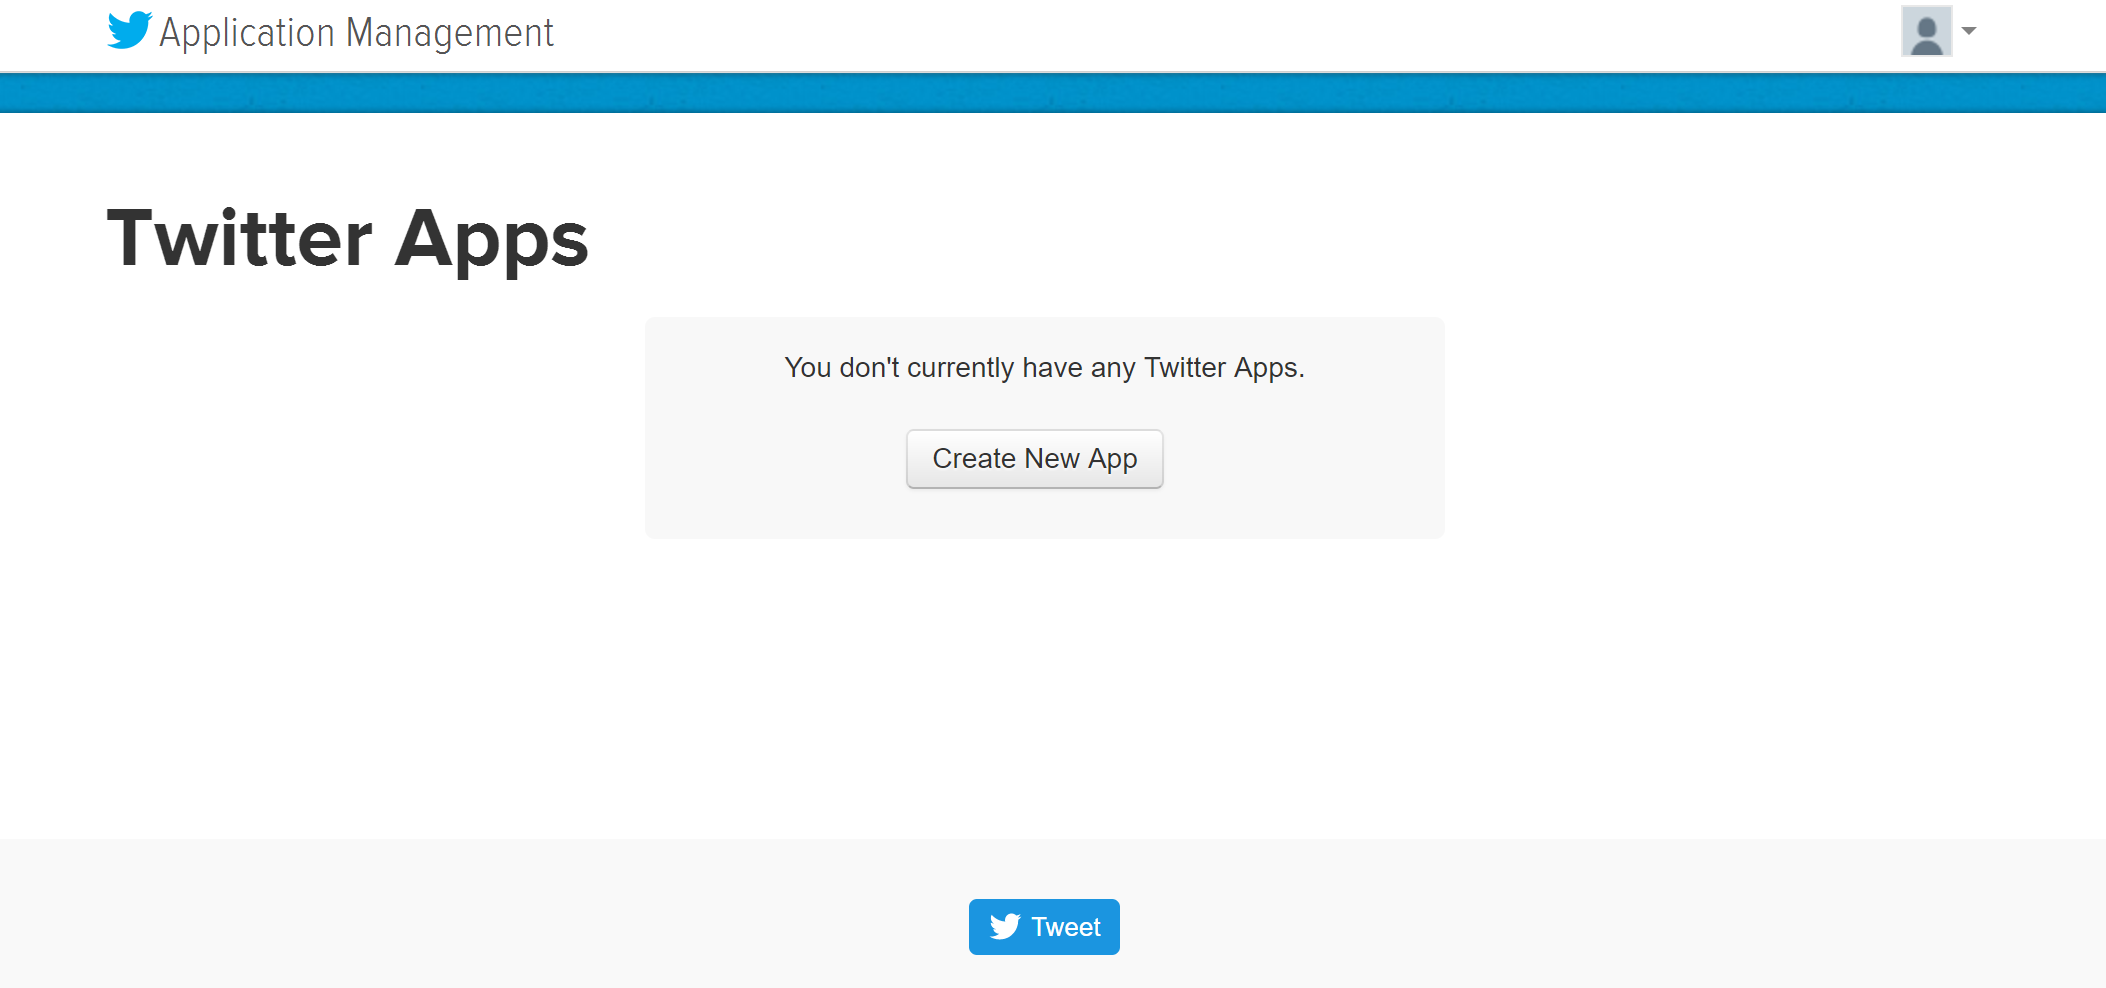 Application Management
Twitter Apps
You don't currently have any Twitter Apps.
Create New App
Tweet